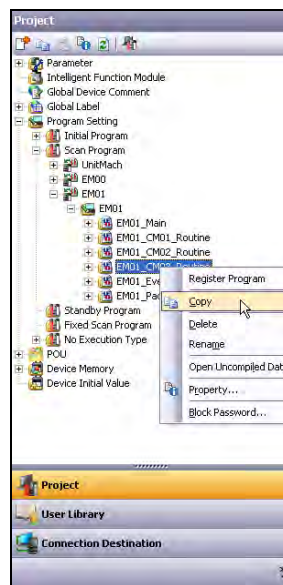 Project
Parameter
Intelligent Function Module
Global Device Comment
Global Label
Program Setting
Initial Program
Scan Program
UnitMach
EM00
EM01
EM01
EM01_Main
EM01_CM01_Routine
EM01_CM02_Routine
EM01_Eve
EM01_Pac
Standby Program
Fixed Scan Program
No Execution Type
POU
Device Memory
Device Initial Value
Register Program
Copy
Delete
Rename
Open Uncompiled Dat
Property...
Block Password...
Project
User Library
Connection Destination